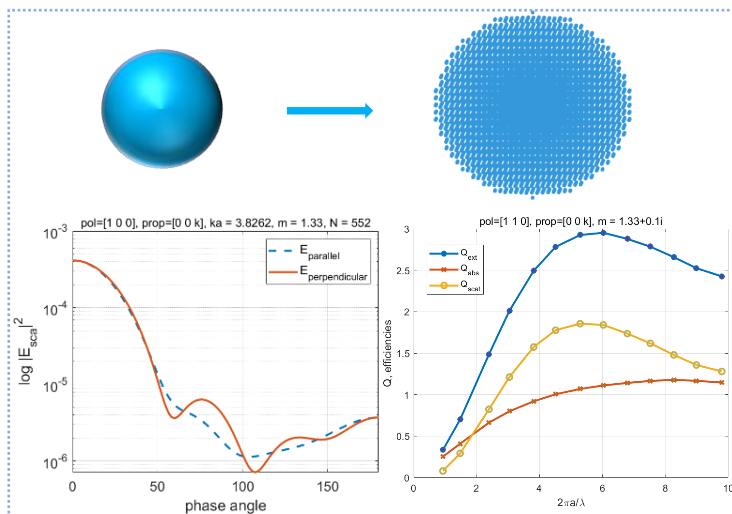 pol=[1 0 0], prop=[0 0 k], ka = 3.8262, m = 1.33, N = 552
10^-3
10^-4
10^-5
10^-6
log |E_sca|^2
E_parallel
E_perpendicular
0
50
100
150
phase angle
pol=[1 1 0], prop=[0 0 k], m = 1.33+0.1i
3
2.5
2
1.5
1
0.5
0
Q, efficiencies
Q_ext
Q_abs
Q_scat
0
2
4
6
8
10
2πa/λ